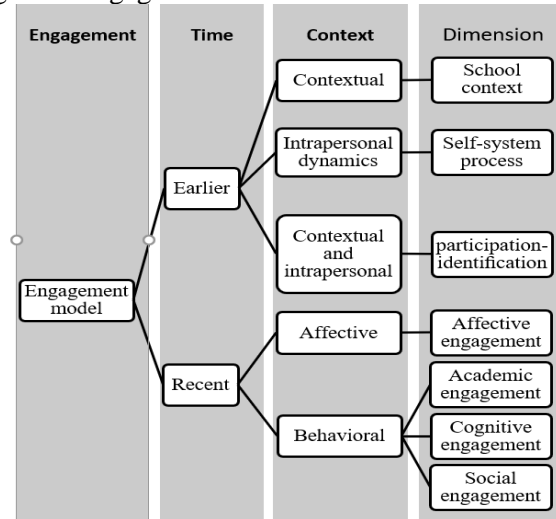 Engagement
Time
Context
Dimension
Engagement
model
Earlier
Recent
Contextual
Intrapersonal
dynamics
Contextual
and
intrapersonal
Affective
Behavioral
School
context
Self-system
process
participation-
identification
Affective
engagement
Academic
engagement
Cognitive
engagement
Social
engagement